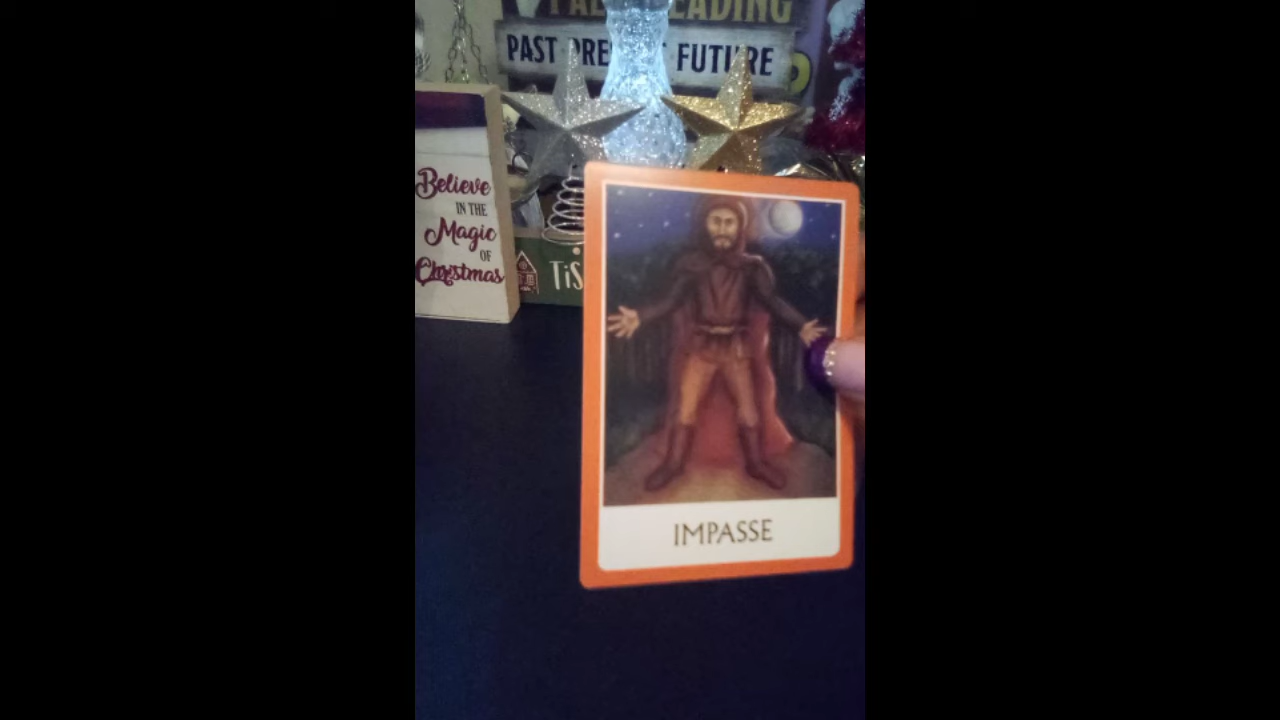 READING
PAST PRESENT FUTURE
Believe
IN THE
Magic
OF
Christmas
TiS
IMPASSE